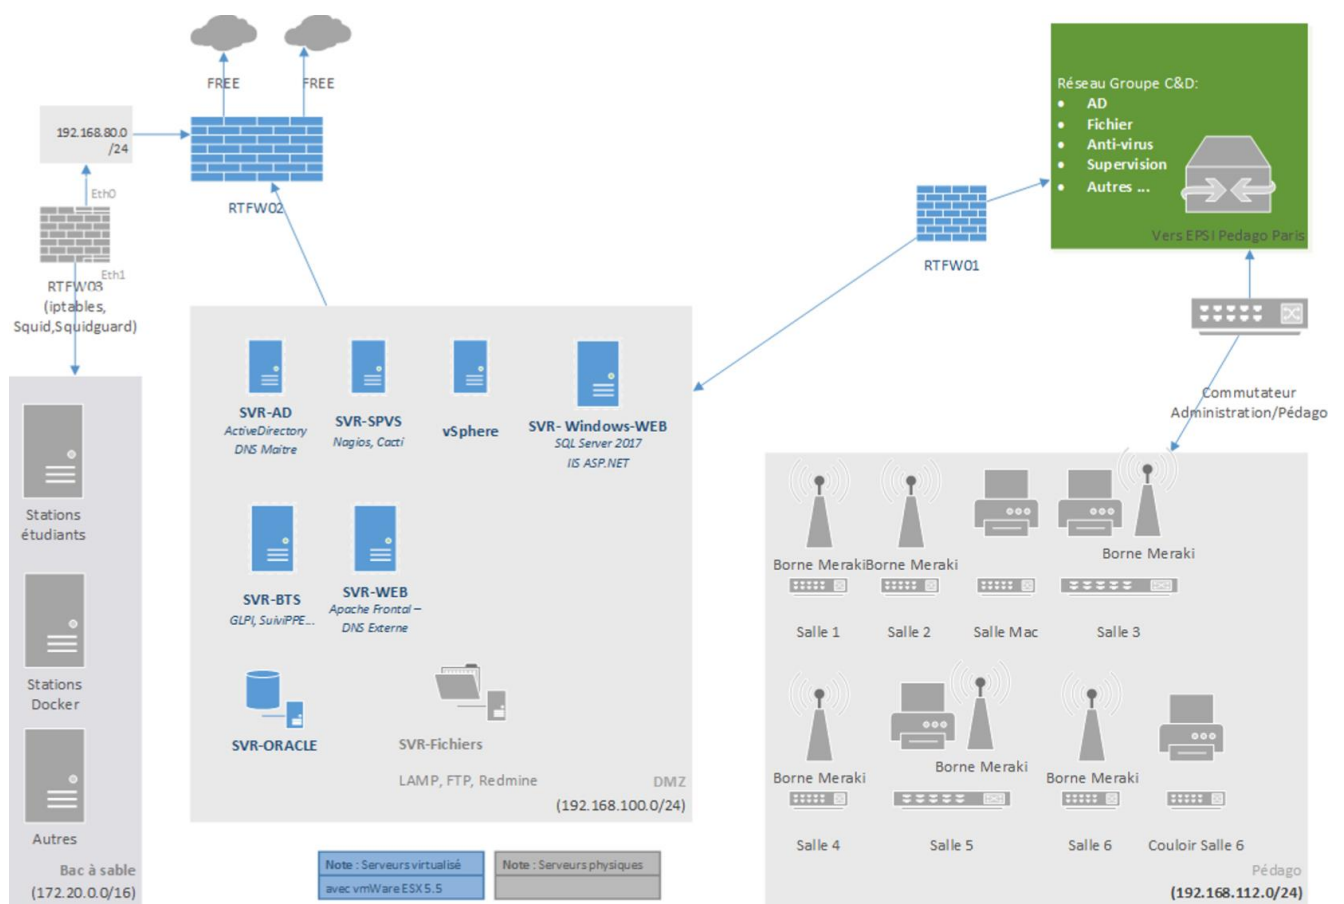 FREE
FREE
192.168.80.0
/24
Eth0
RTFW02
Eth1
RTFW03
(iptables,
Squid,Squidguard)
Réseau Groupe C&D:
• AD
• Fichier
• Anti-virus
• Supervision
• Autres ...
Vers EPSI Pedago Paris
RTFW01
Commutateur
Administration/Pédago
Stations
étudiants
Stations
Docker
Autres
Bac à sable
(172.20.0.0/16)
SVR-AD
ActiveDirectory
DNS Maitre
SVR-SPVS
Nagios, Cacti
vSphere
SVR- Windows-WEB
SQL Server 2017
IIS ASP.NET
SVR-BTS
GLPI, SuiviPPE...
SVR-WEB
Apache Frontal –
DNS Externe
SVR-ORACLE
SVR-Fichiers
LAMP, FTP, Redmine
DMZ
(192.168.100.0/24)
Note : Serveurs virtualisé
avec vmWare ESX 5.5
Note : Serveurs physiques
Borne Meraki
Borne Meraki
Borne Meraki
Salle 1
Salle 2
Salle Mac
Salle 3
Borne Meraki
Borne Meraki
Borne Meraki
Salle 4
Salle 5
Salle 6
Couloir Salle 6
Pédago
(192.168.112.0/24)